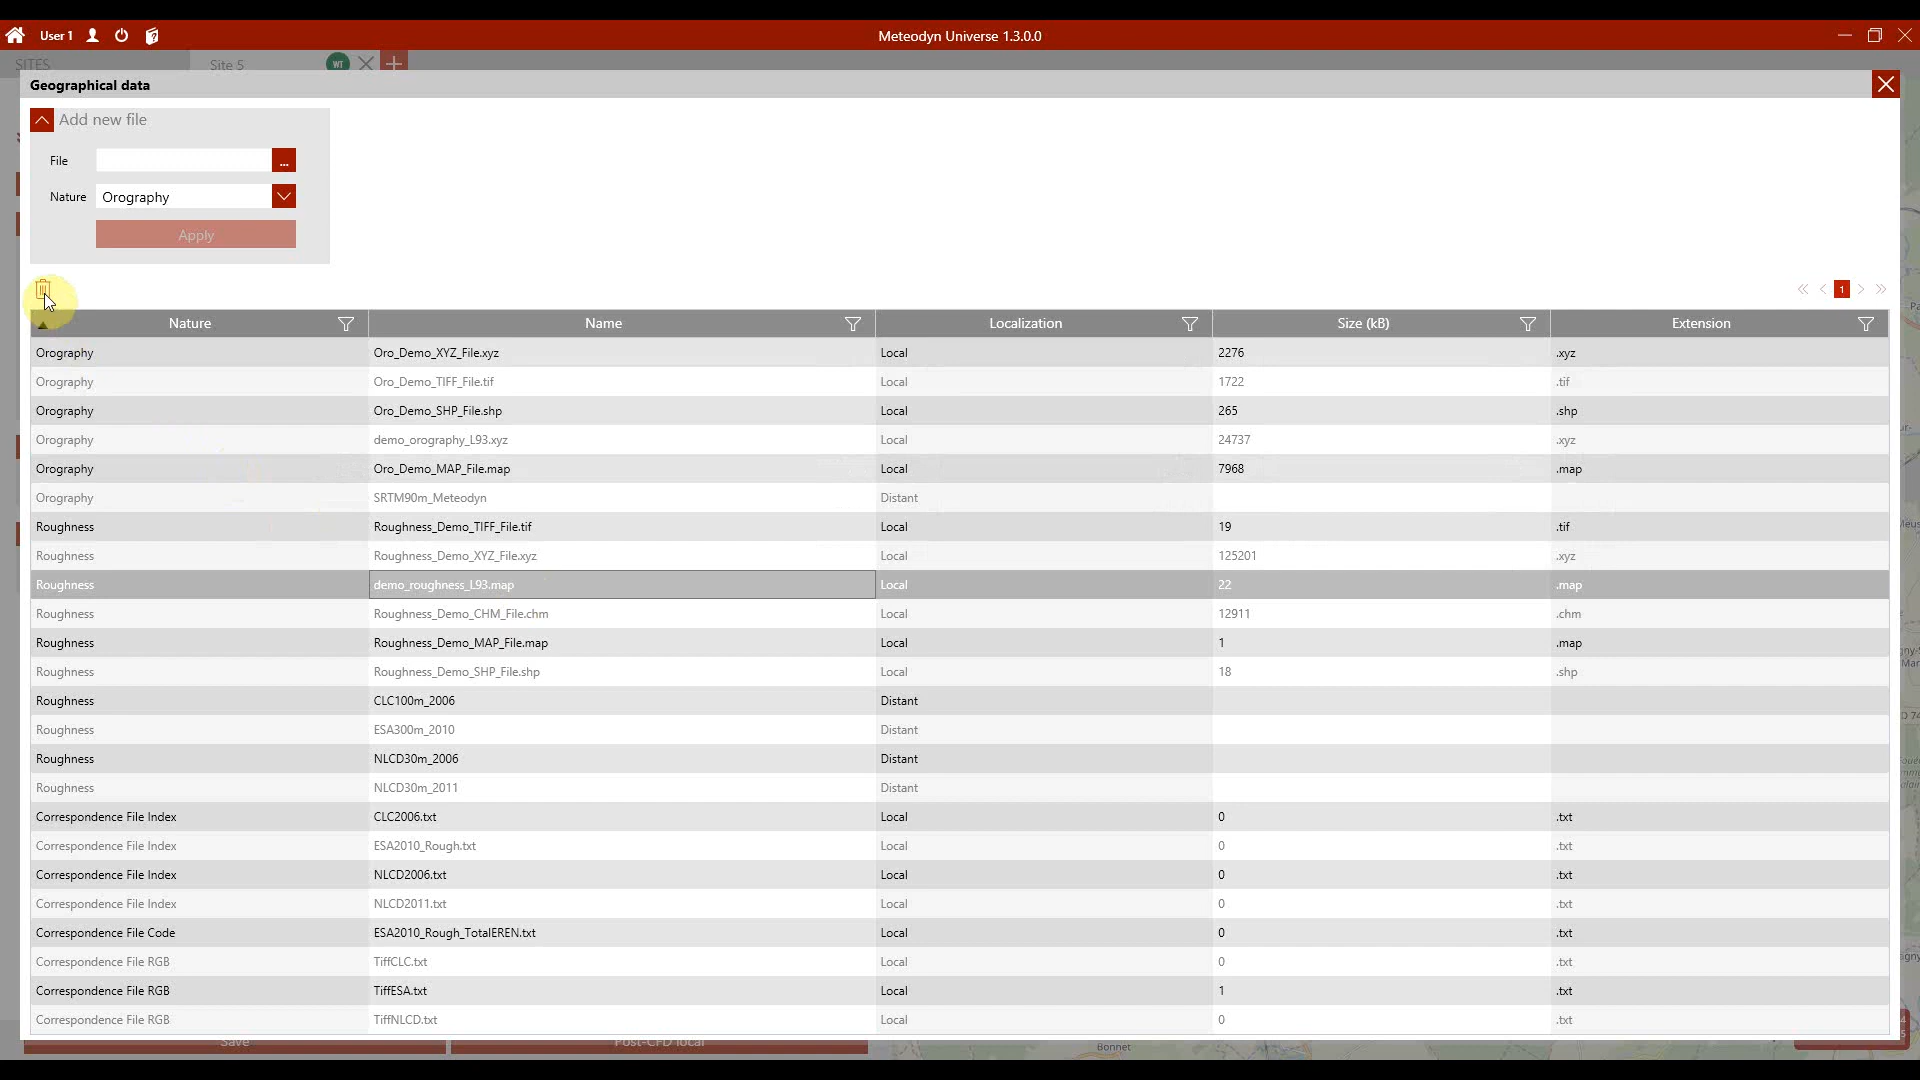 User 1
Meteodyn Universe 1.3.0.0
SITES
Site 5
WT
Geographical data
Add new file
File
...
Nature
Orography
Apply
1
Nature Name Localization Size (kB) Extension
Orography Oro_Demo_XYZ_File.xyz Local 2276 .xyz
Orography Oro_Demo_TIFF_File.tif Local 1722 .tif
Orography Oro_Demo_SHP_File.shp Local 265 .shp
Orography demo_orography_L93.xyz Local 24737 .xyz
Orography Oro_Demo_MAP_File.map Local 7968 .map
Orography SRTM90m_Meteodyn Distant
Roughness Roughness_Demo_TIFF_File.tif Local 19 .tif
Roughness Roughness_Demo_XYZ_File.xyz Local 125201 .xyz
Roughness demo_roughness_L93.map Local 22 .map
Roughness Roughness_Demo_CHM_File.chm Local 12911 .chm
Roughness Roughness_Demo_MAP_File.map Local 1 .map
Roughness Roughness_Demo_SHP_File.shp Local 18 .shp
Roughness CLC100m_2006 Distant
Roughness ESA300m_2010 Distant
Roughness NLCD30m_2006 Distant
Roughness NLCD30m_2011 Distant
Correspondence File Index CLC2006.txt Local 0 .txt
Correspondence File Index ESA2010_Rough.txt Local 0 .txt
Correspondence File Index NLCD2006.txt Local 0 .txt
Correspondence File Index NLCD2011.txt Local 0 .txt
Correspondence File Code ESA2010_Rough_TotalEREN.txt Local 0 .txt
Correspondence File RGB TiffCLC.txt Local 0 .txt
Correspondence File RGB TiffESA.txt Local 1 .txt
Correspondence File RGB TiffNLCD.txt Local 0 .txt
Save
Post-CFD local
Bonnet